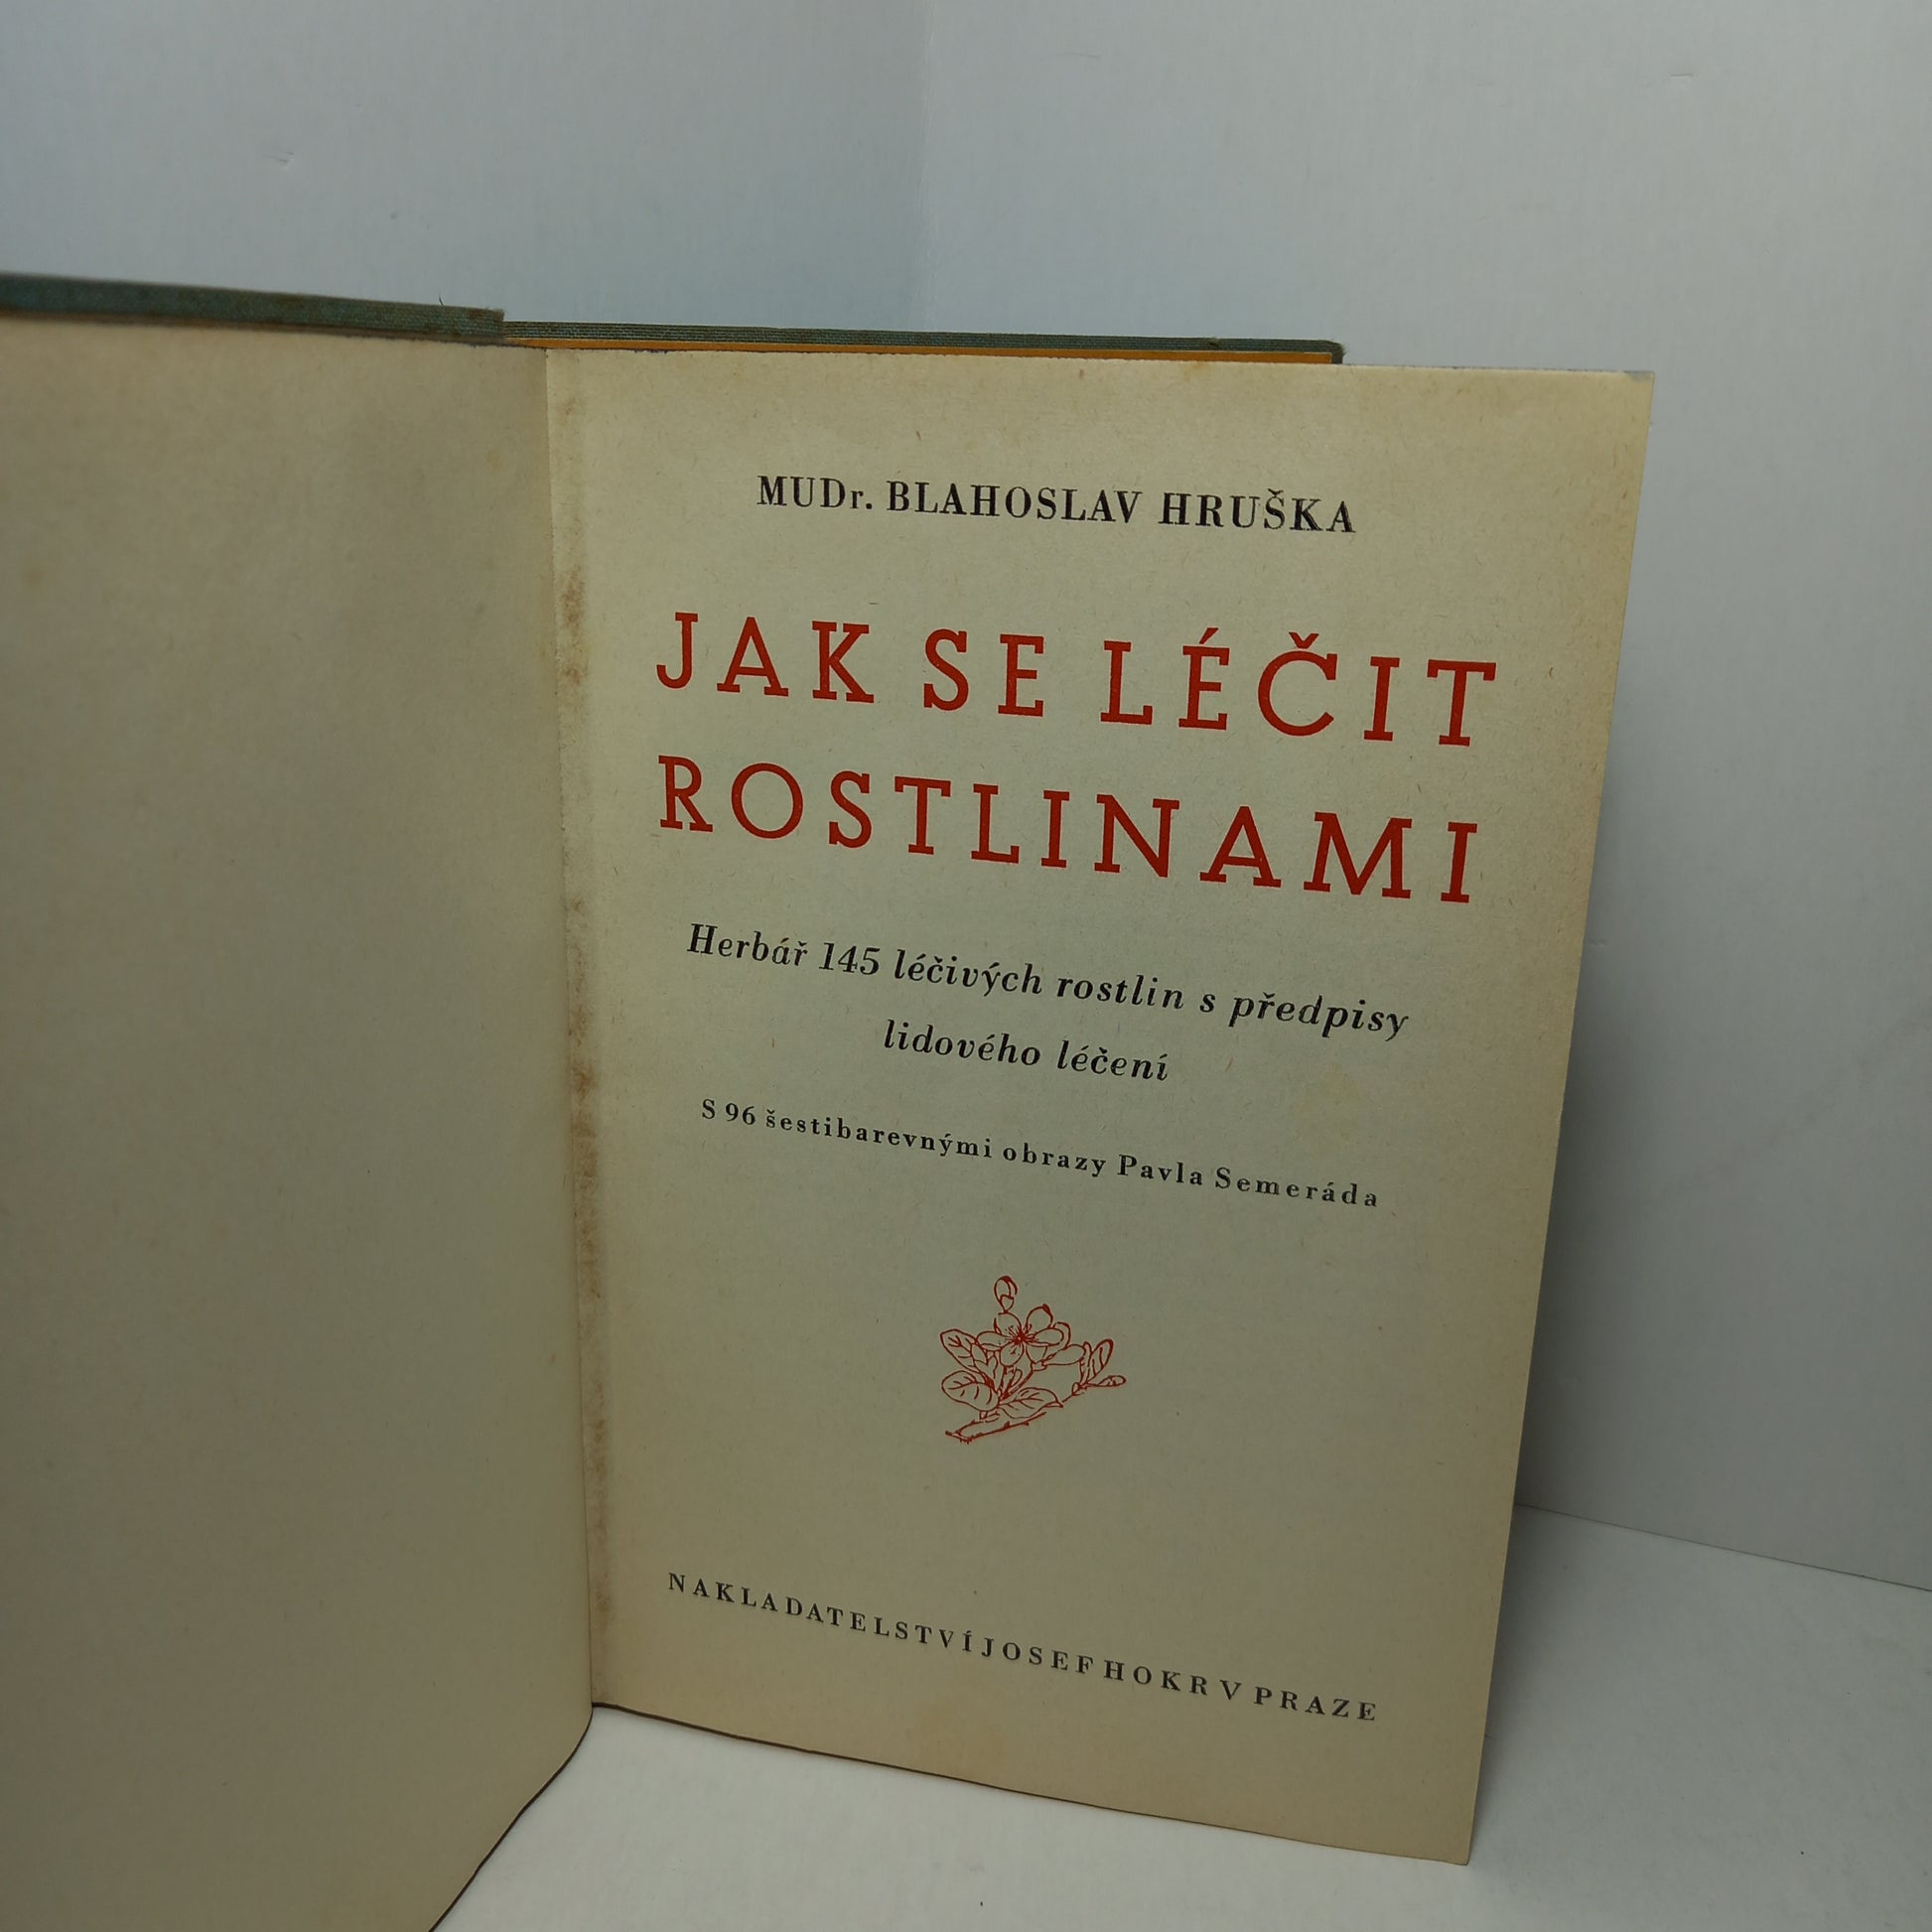 MUDr. BLAHOSLAV HRUŠKA
JAK SE LÉČIT
ROSTLINAMI
Herbář 145 léčivých rostlin s předpisy
lidového léčení
S 96 šestibarevnými obrazy Pavla Semeráda
NAKLADATELSTVÍ JOSEF HOKR V PRAZE